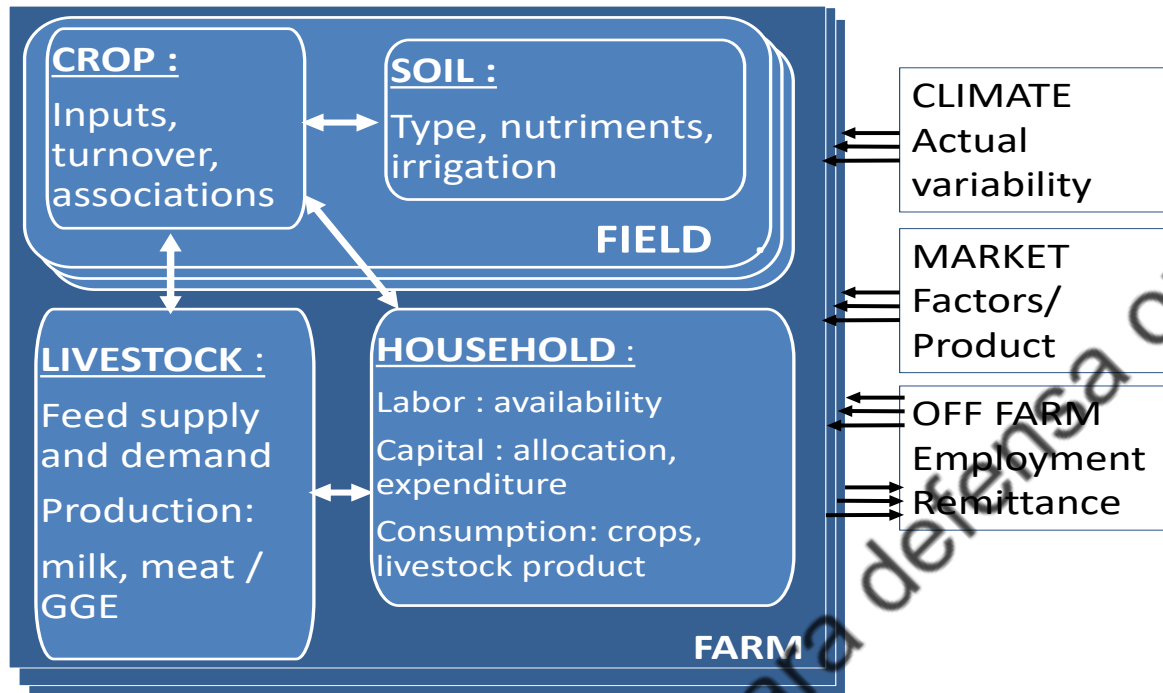 CROP :
Inputs,
turnover,
associations
SOIL :
Type, nutriments,
irrigation
FIELD .
LIVESTOCK :
Feed supply
and demand
Production:
milk, meat /
GGE
HOUSEHOLD :
Labor : availability
Capital : allocation,
expenditure
Consumption: crops,
livestock product
FARM
CLIMATE
Actual
variability
MARKET
Factors/
Product
OFF FARM
Employment
Remittance
para defensa